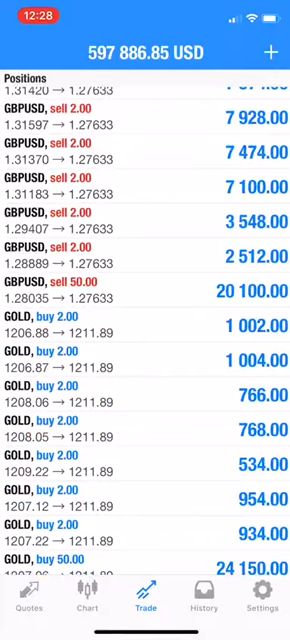 12:28
597 886.85 USD
Positions
1.31420 → 1.27633
GBPUSD, sell 2.00 7 928.00
1.31597 → 1.27633
GBPUSD, sell 2.00 7 474.00
1.31370 → 1.27633
GBPUSD, sell 2.00 7 100.00
1.31183 → 1.27633
GBPUSD, sell 2.00 3 548.00
1.29407 → 1.27633
GBPUSD, sell 2.00 2 512.00
1.28889 → 1.27633
GBPUSD, sell 50.00 20 100.00
1.28035 → 1.27633
GOLD, buy 2.00 1 002.00
1206.88 → 1211.89
GOLD, buy 2.00 1 004.00
1206.87 → 1211.89
GOLD, buy 2.00 766.00
1208.06 → 1211.89
GOLD, buy 2.00 768.00
1208.05 → 1211.89
GOLD, buy 2.00 534.00
1209.22 → 1211.89
GOLD, buy 2.00 954.00
1207.12 → 1211.89
GOLD, buy 2.00 934.00
1207.22 → 1211.89
GOLD, buy 50.00 24 150.00
Quotes Chart Trade History Settings